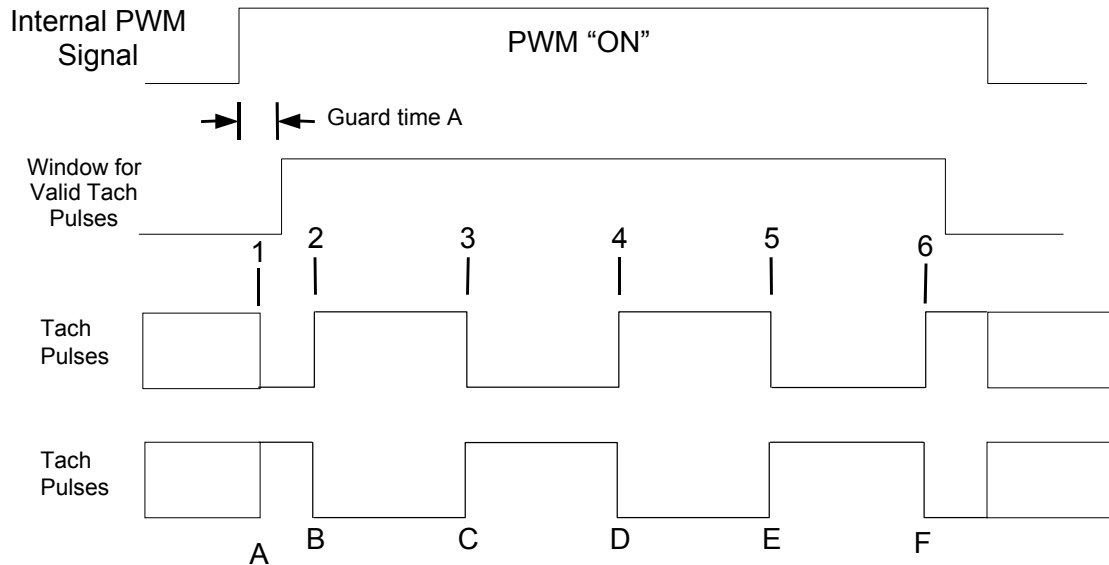 Internal PWM
Signal
PWM “ON”
Guard time A
Window for
Valid Tach
Pulses
1
2
3
4
5
6
Tach
Pulses
Tach
Pulses
A
B
C
D
E
F